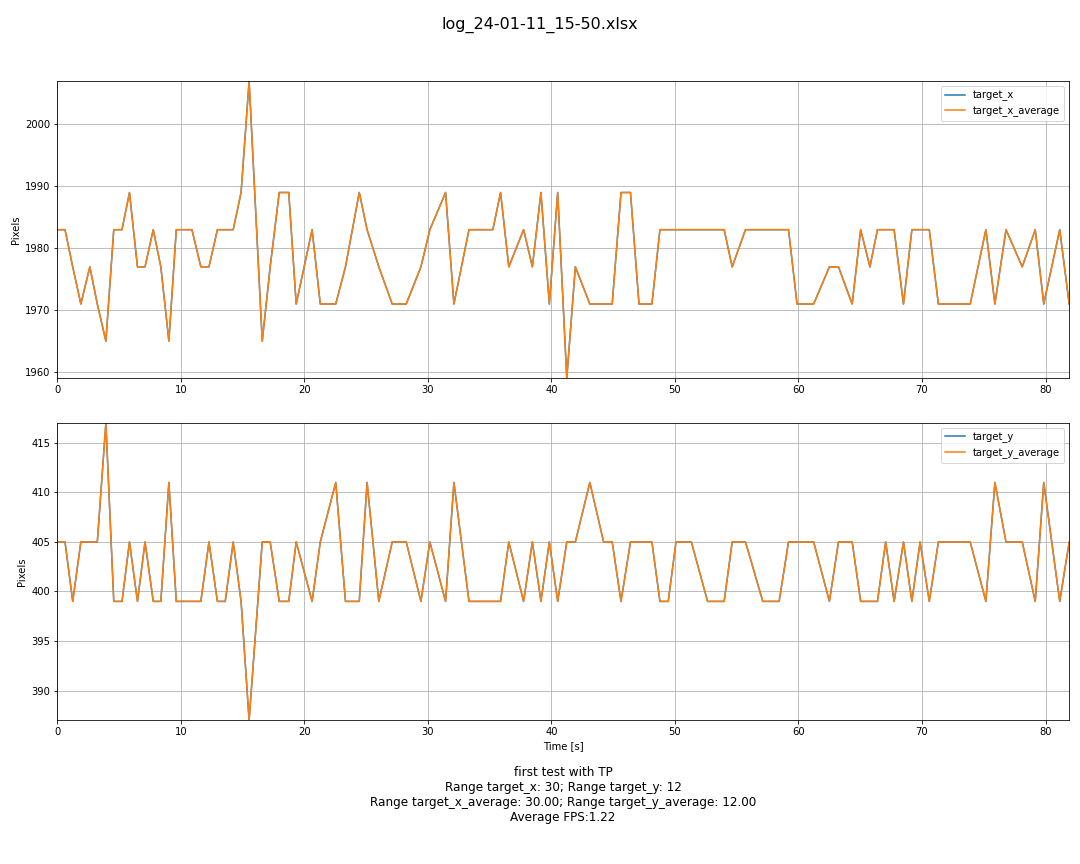 log_24-01-11_15-50.xlsx
target_x
target_x_average
2000
1990
1980
1970
1960
Pixels
0 10 20 30 40 50 60 70 80
target_y
target_y_average
415
410
405
400
395
390
Pixels
0 10 20 30 40 50 60 70 80
Time [s]
first test with TP
Range target_x: 30; Range target_y: 12
Range target_x_average: 30.00; Range target_y_average: 12.00
Average FPS:1.22